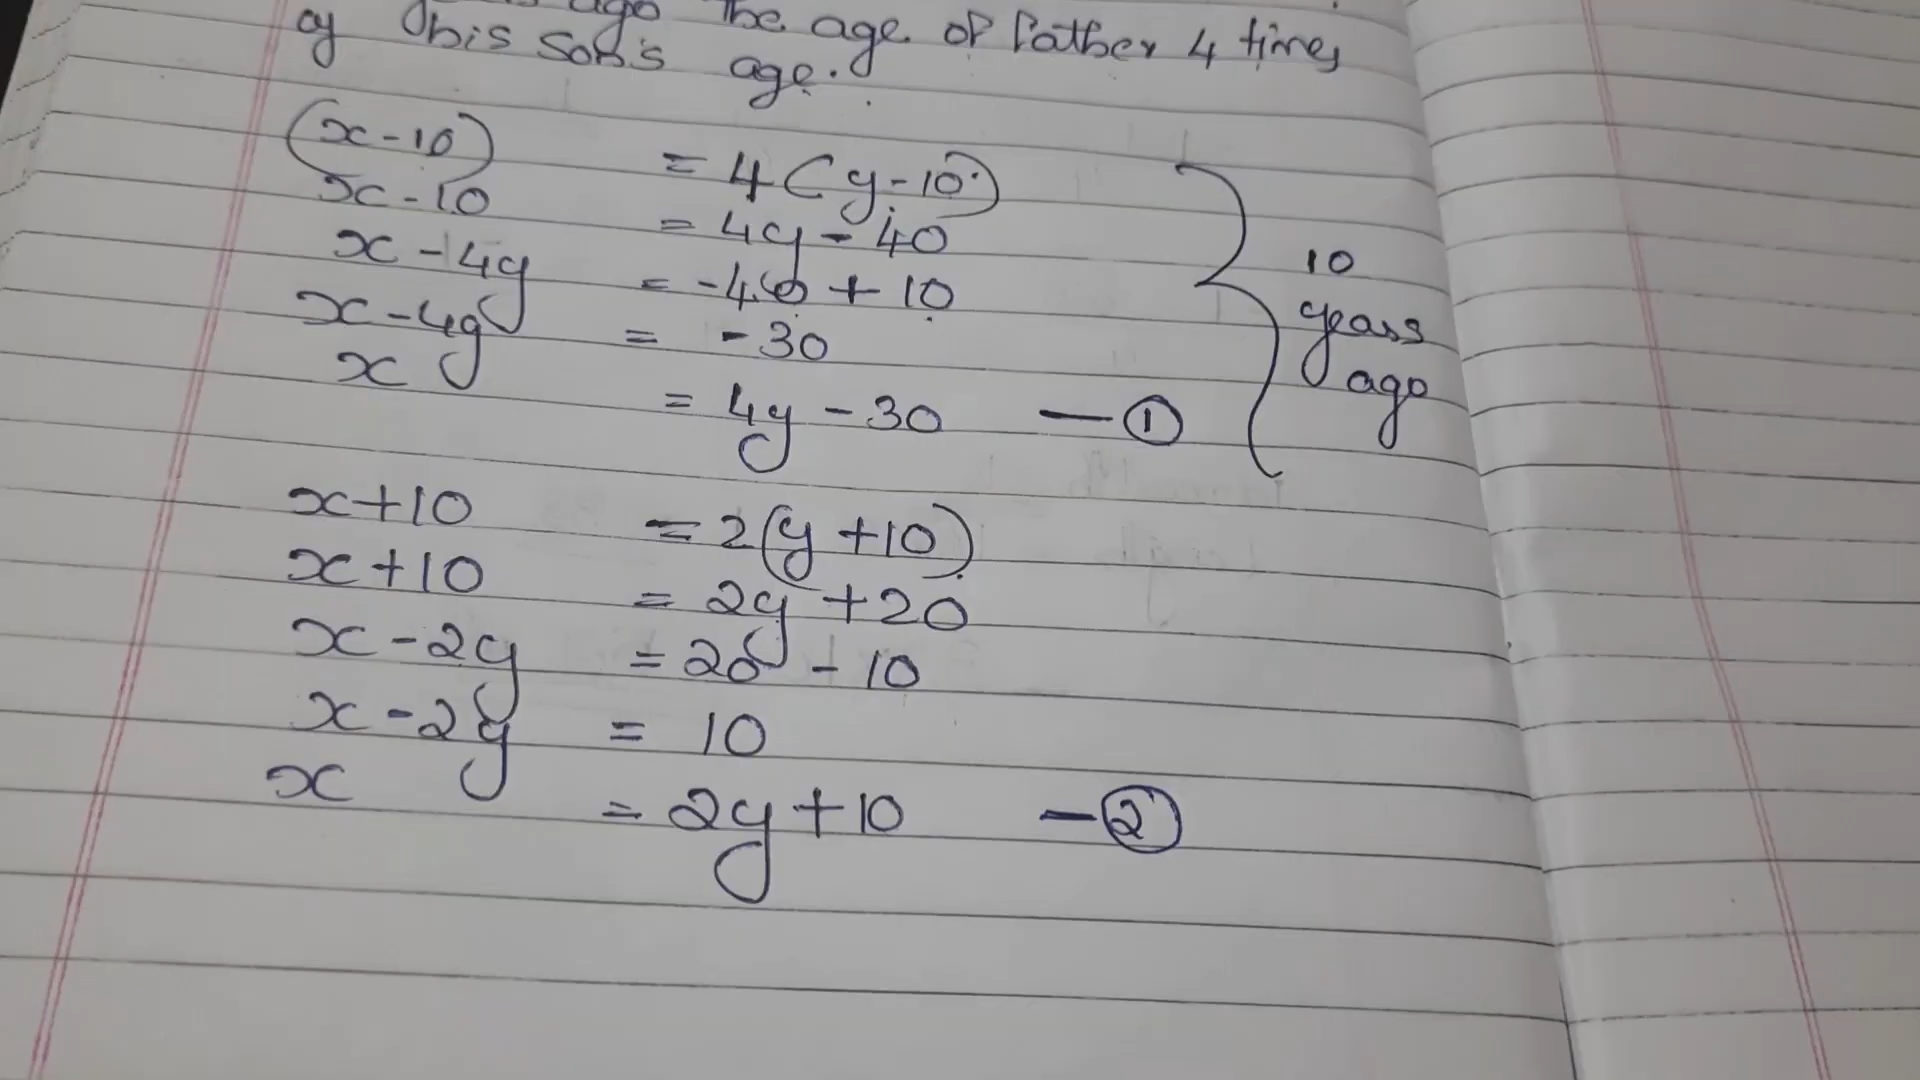 ago the age of father 4 times
of his son's age.
(x-10) = 4(y-10)
x-10 = 4y-40
x-4y = -40+10
x-4y = -30
x = 4y-30 — ①
10
years
ago
x+10 = 2(y+10)
x+10 = 2y+20
x-2y = 20-10
x-2y = 10
x = 2y+10 — ②